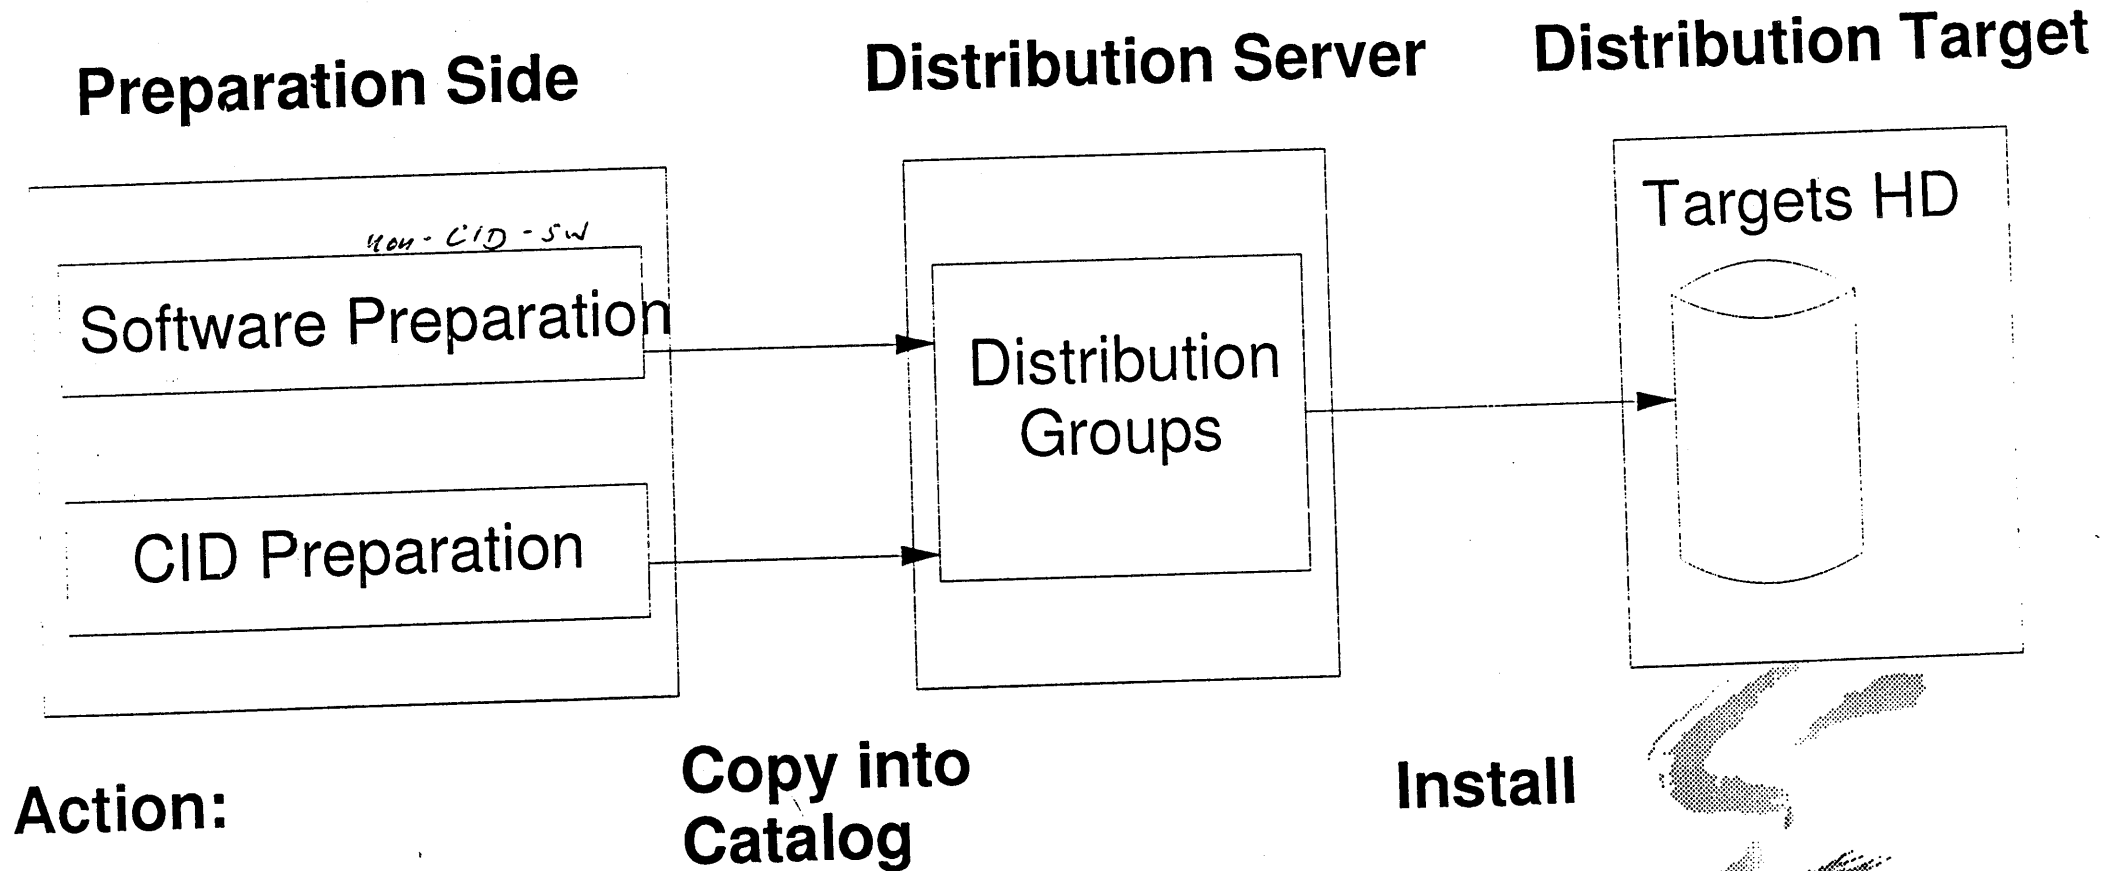 Preparation Side
Distribution Server
Distribution Target
non-CID-SW
Software Preparation
CID Preparation
Distribution
Groups
Targets HD
Action:
Copy into
Catalog
Install